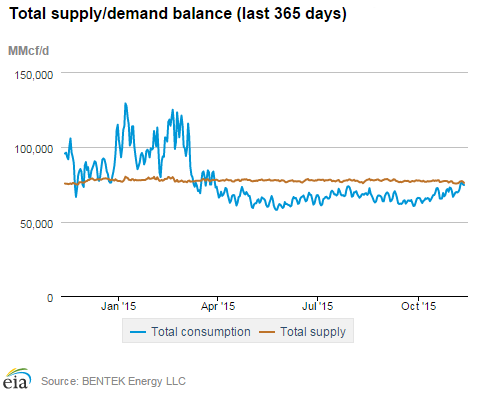 Total supply/demand balance (last 365 days)
MMcf/d
150,000
100,000
50,000
0
Jan '15 Apr '15 Jul '15 Oct '15
Total consumption Total supply
eia Source: BENTEK Energy LLC